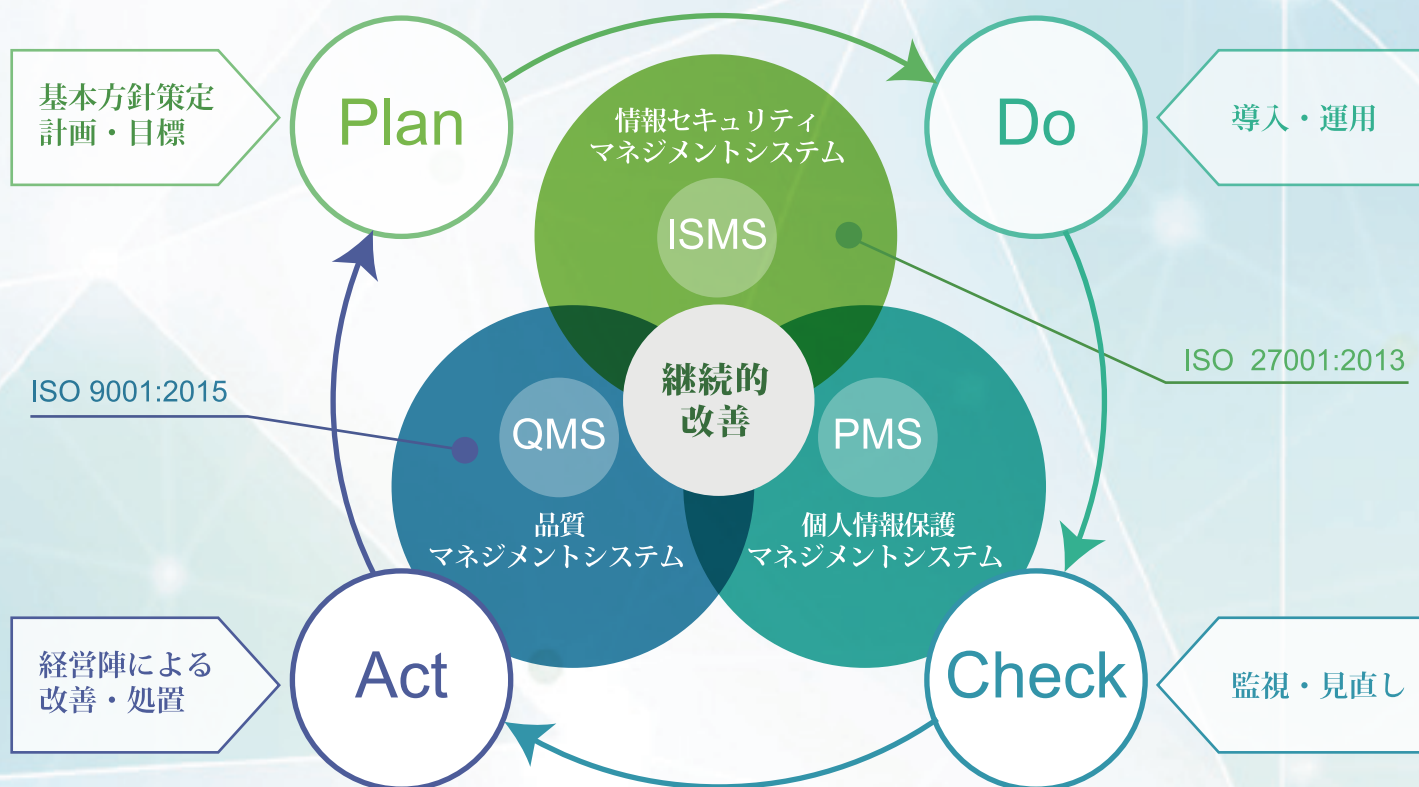 基本方針策定
計画・目標
Plan
Do
導入・運用
情報セキュリティ
マネジメントシステム
ISMS
ISO 27001:2013
ISO 9001:2015
継続的
改善
QMS
PMS
品質
マネジメントシステム
個人情報保護
マネジメントシステム
経営陣による
改善・処置
Act
Check
監視・見直し